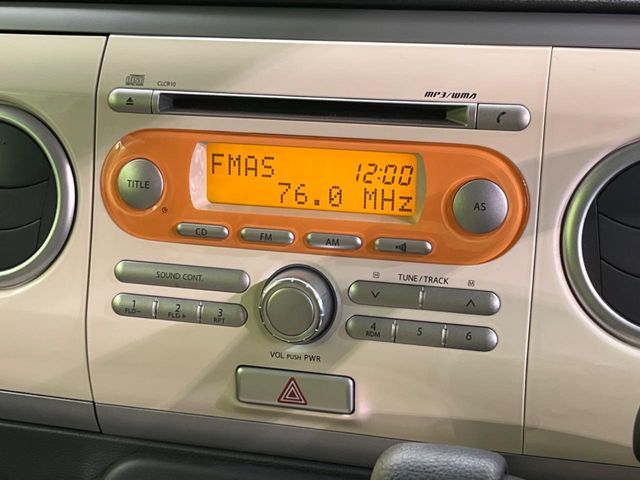 CLCR10
MP3/WMA
FMAS 12:00
76.0 MHz
TITLE
AS
CD
FM
AM
SOUND CONT.
TUNE/TRACK
1
FLD-
2
FLD+
3
RPT
4
RDM
5
6
VOL PUSH PWR